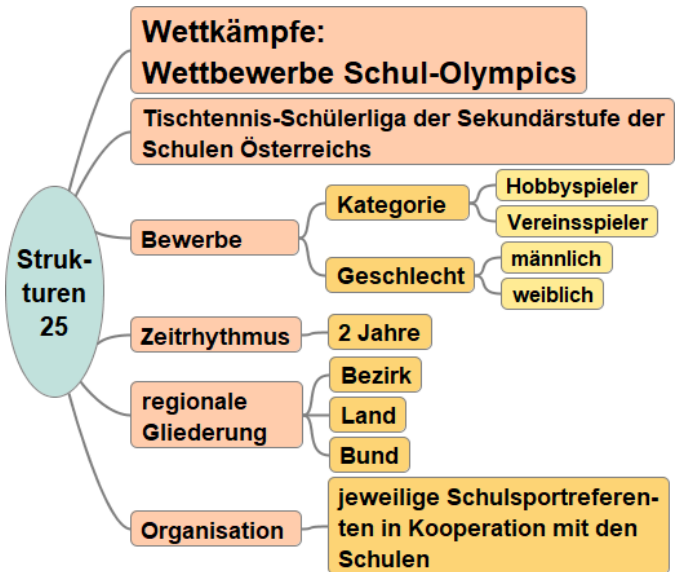 Wettkämpfe:
Wettbewerbe Schul-Olympics
Tischtennis-Schülerliga der Sekundärstufe der
Schulen Österreichs
Struk-
turen
25
Bewerbe
Kategorie
Hobbyspieler
Vereinsspieler
Geschlecht
männlich
weiblich
Zeitrhythmus
2 Jahre
regionale
Gliederung
Bezirk
Land
Bund
Organisation
jeweilige Schulsportreferen-
ten in Kooperation mit den
Schulen